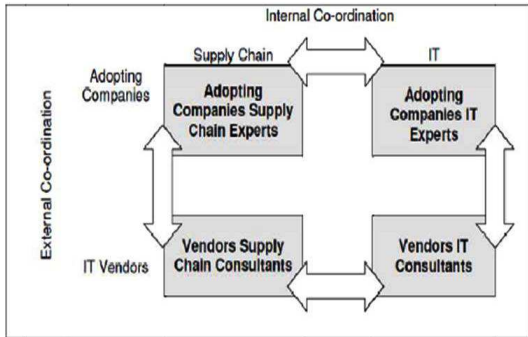 Internal Co-ordination
Supply Chain
IT
Adopting
Companies
Adopting
Companies Supply
Chain Experts
Adopting
Companies IT
Experts
External Co-ordination
IT Vendors
Vendors Supply
Chain Consultants
Vendors IT
Consultants